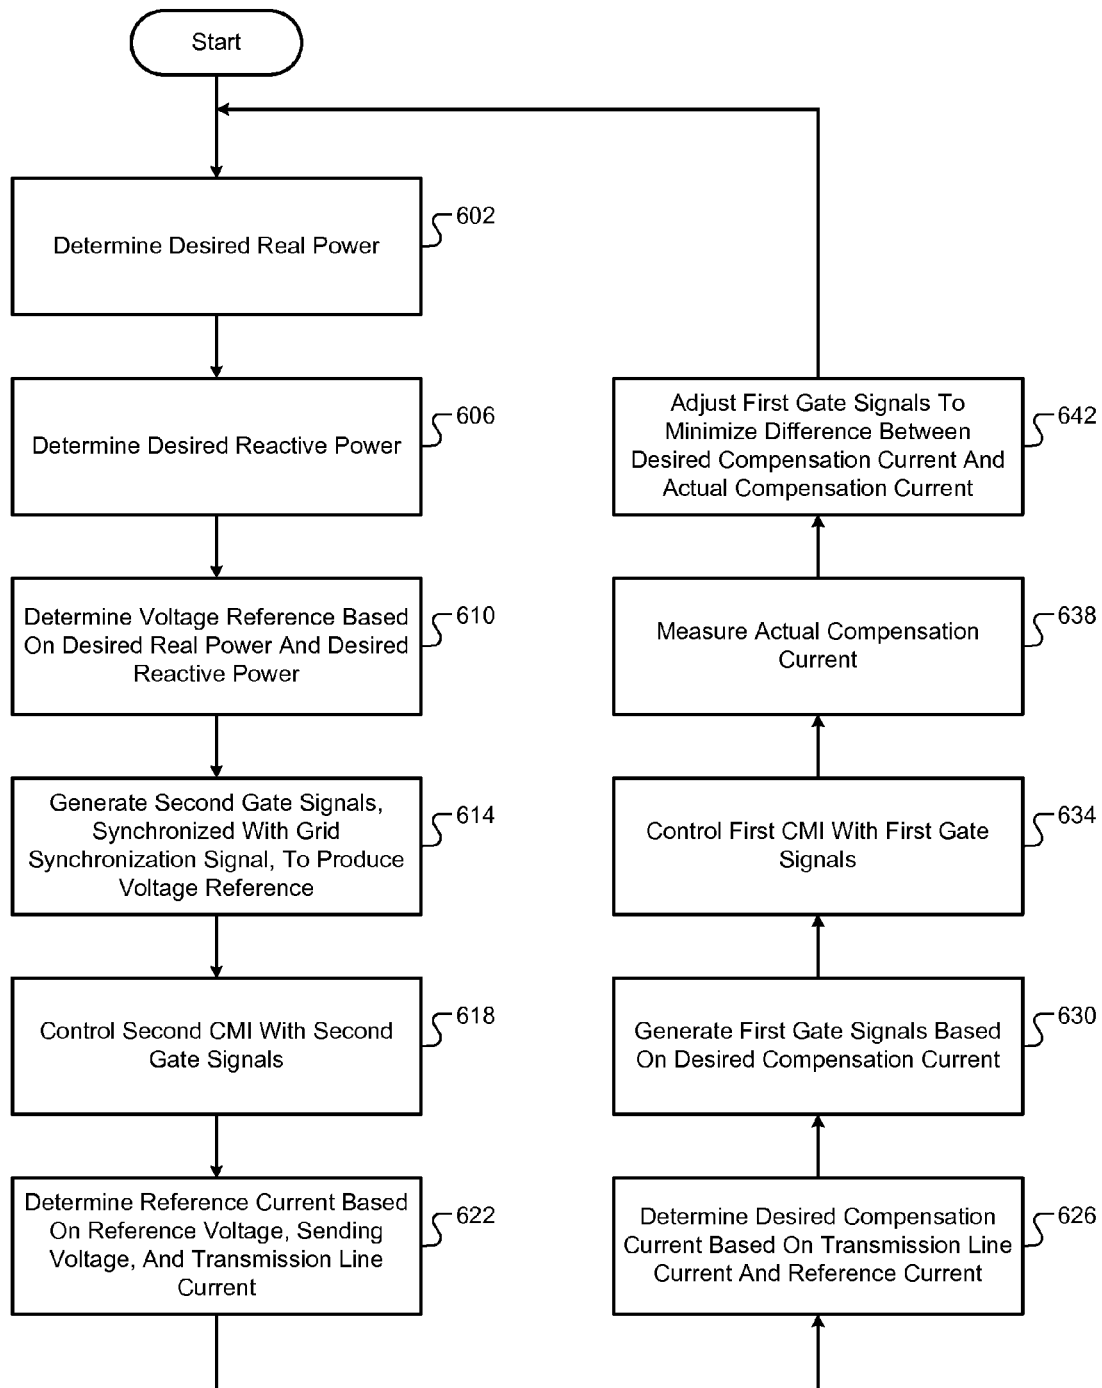 Start
Determine Desired Real Power
602
Determine Desired Reactive Power
606
Determine Voltage Reference Based
On Desired Real Power And Desired
Reactive Power
610
Generate Second Gate Signals,
Synchronized With Grid
Synchronization Signal, To Produce
Voltage Reference
614
Control Second CMI With Second
Gate Signals
618
Determine Reference Current Based
On Reference Voltage, Sending
Voltage, And Transmission Line
Current
622
Determine Desired Compensation
Current Based On Transmission Line
Current And Reference Current
626
Generate First Gate Signals Based
On Desired Compensation Current
630
Control First CMI With First Gate
Signals
634
Measure Actual Compensation
Current
638
Adjust First Gate Signals To
Minimize Difference Between
Desired Compensation Current And
Actual Compensation Current
642